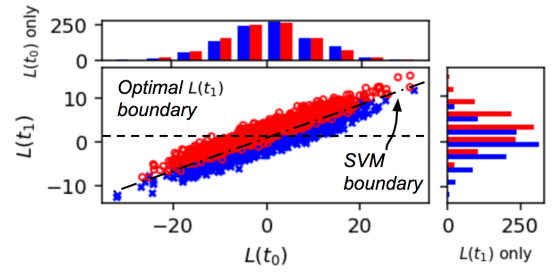 L(t₀) only
250
0
Optimal L(t₁)
boundary
L(t₁)
10
0
−10
SVM
boundary
−20
0
20
L(t₀)
0
200
L(t₁) only